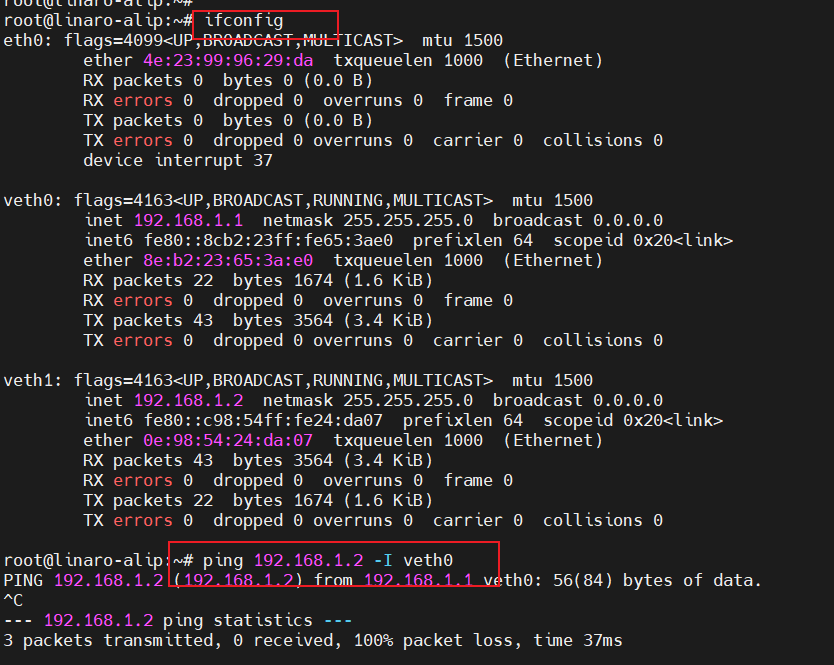 root@linaro-alip:~#
root@linaro-alip:~# ifconfig
eth0: flags=4099<UP,BROADCAST,MULTICAST>  mtu 1500
        ether 4e:23:99:96:29:da  txqueuelen 1000  (Ethernet)
        RX packets 0  bytes 0 (0.0 B)
        RX errors 0  dropped 0  overruns 0  frame 0
        TX packets 0  bytes 0 (0.0 B)
        TX errors 0  dropped 0 overruns 0  carrier 0  collisions 0
        device interrupt 37
veth0: flags=4163<UP,BROADCAST,RUNNING,MULTICAST>  mtu 1500
        inet 192.168.1.1  netmask 255.255.255.0  broadcast 0.0.0.0
        inet6 fe80::8cb2:23ff:fe65:3ae0  prefixlen 64  scopeid 0x20<link>
        ether 8e:b2:23:65:3a:e0  txqueuelen 1000  (Ethernet)
        RX packets 22  bytes 1674 (1.6 KiB)
        RX errors 0  dropped 0  overruns 0  frame 0
        TX packets 43  bytes 3564 (3.4 KiB)
        TX errors 0  dropped 0 overruns 0  carrier 0  collisions 0
veth1: flags=4163<UP,BROADCAST,RUNNING,MULTICAST>  mtu 1500
        inet 192.168.1.2  netmask 255.255.255.0  broadcast 0.0.0.0
        inet6 fe80::c98:54ff:fe24:da07  prefixlen 64  scopeid 0x20<link>
        ether 0e:98:54:24:da:07  txqueuelen 1000  (Ethernet)
        RX packets 43  bytes 3564 (3.4 KiB)
        RX errors 0  dropped 0  overruns 0  frame 0
        TX packets 22  bytes 1674 (1.6 KiB)
        TX errors 0  dropped 0 overruns 0  carrier 0  collisions 0
root@linaro-alip:~# ping 192.168.1.2 -I veth0
PING 192.168.1.2 (192.168.1.2) from 192.168.1.1 veth0: 56(84) bytes of data.
^C
--- 192.168.1.2 ping statistics ---
3 packets transmitted, 0 received, 100% packet loss, time 37ms